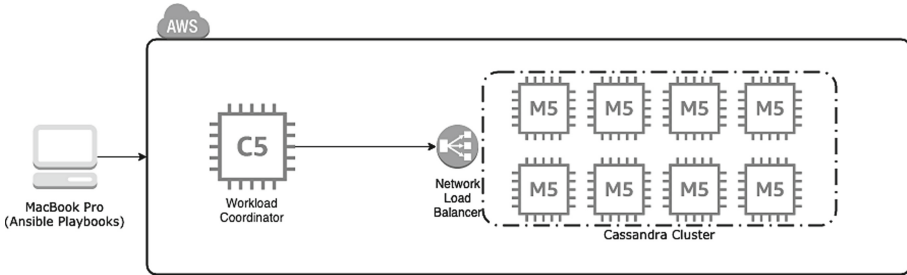 AWS
M5 M5 M5 M5
C5
M5 M5 M5 M5
MacBook Pro
(Ansible Playbooks)
Workload
Coordinator
Network
Load
Balancer
Cassandra Cluster